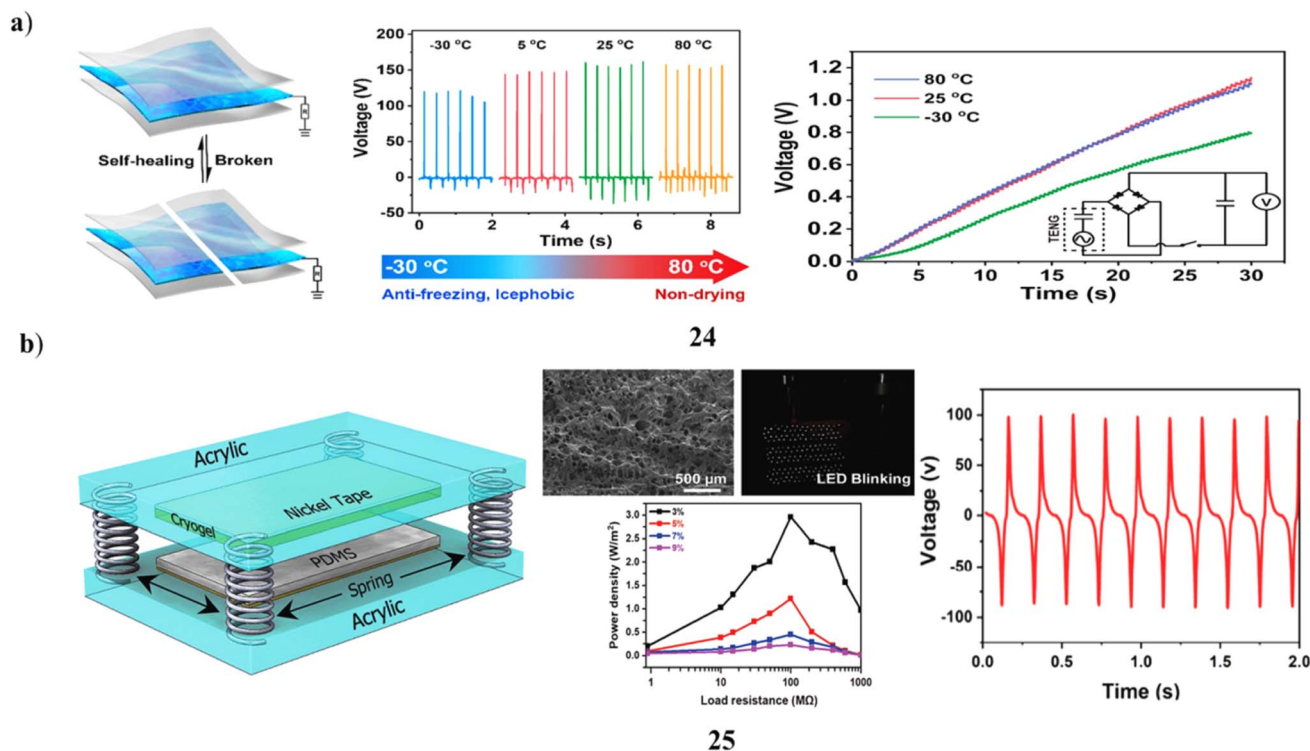 a)
Self-healing
Broken
R
R
-30 °C 5 °C 25 °C 80 °C
Voltage (V)
200
150
100
50
0
-50
0 2 4 6 8
Time (s)
-30 °C 80 °C
Anti-freezing, Icephobic Non-drying
Voltage (V)
1.2
1.0
0.8
0.6
0.4
0.2
0.0
80 °C
25 °C
-30 °C
TENG
V
0 5 10 15 20 25 30
Time (s)
24
b)
Acrylic
Nickel Tape
Cryogel
PDMS
Spring
Acrylic
500 µm
LED Blinking
Power density (W/m²)
3.0
2.5
2.0
1.5
1.0
0.5
0.0
3%
5%
7%
9%
1 10 100 1000
Load resistance (MΩ)
Voltage (v)
100
50
0
-50
-100
0.0 0.5 1.0 1.5 2.0
Time (s)
25